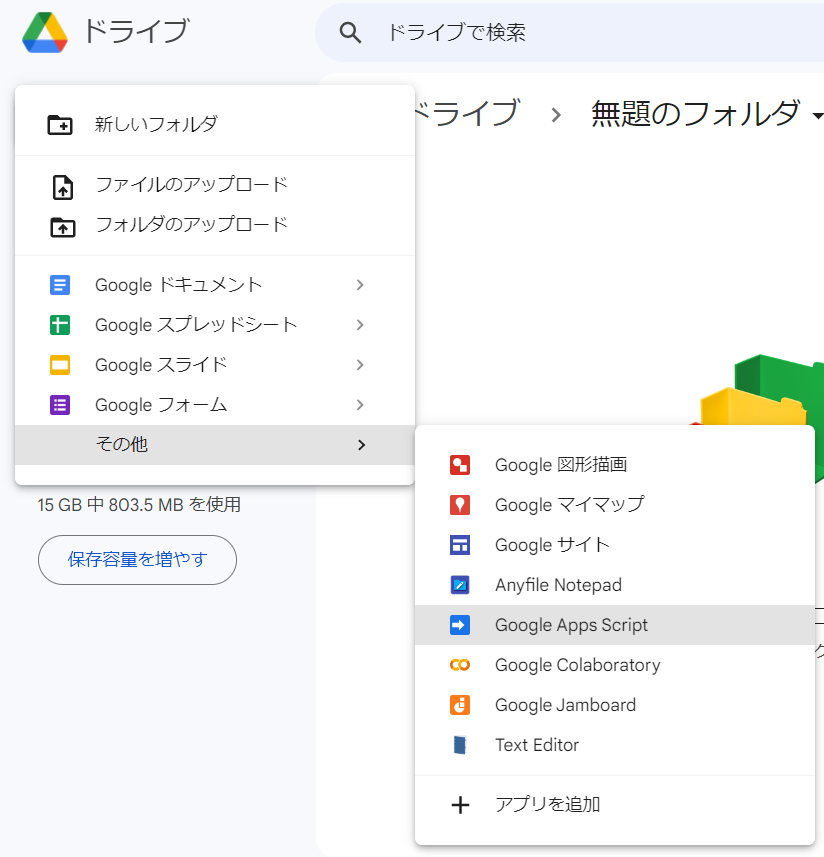 ドライブ
ドライブで検索
ドライブ > 無題のフォルダ
新しいフォルダ
ファイルのアップロード
フォルダのアップロード
Google ドキュメント
Google スプレッドシート
Google スライド
Google フォーム
その他
15 GB 中 803.5 MB を使用
保存容量を増やす
Google 図形描画
Google マイマップ
Google サイト
Anyfile Notepad
Google Apps Script
Google Colaboratory
Google Jamboard
Text Editor
アプリを追加